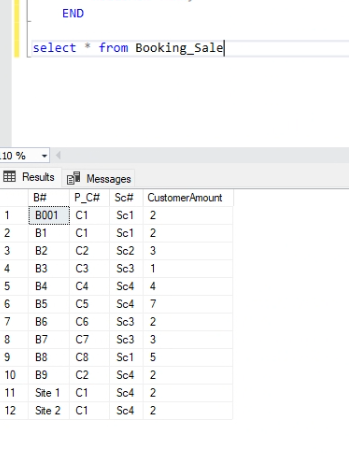 END
select * from Booking_Sale
10 %
Results Messages
B# P_C# Sc# CustomerAmount
1 B001 C1 Sc1 2
2 B1 C1 Sc1 2
3 B2 C2 Sc2 3
4 B3 C3 Sc3 1
5 B4 C4 Sc4 4
6 B5 C5 Sc4 7
7 B6 C6 Sc3 2
8 B7 C7 Sc3 3
9 B8 C8 Sc1 5
10 B9 C2 Sc4 2
11 Site 1 C1 Sc4 2
12 Site 2 C1 Sc4 2